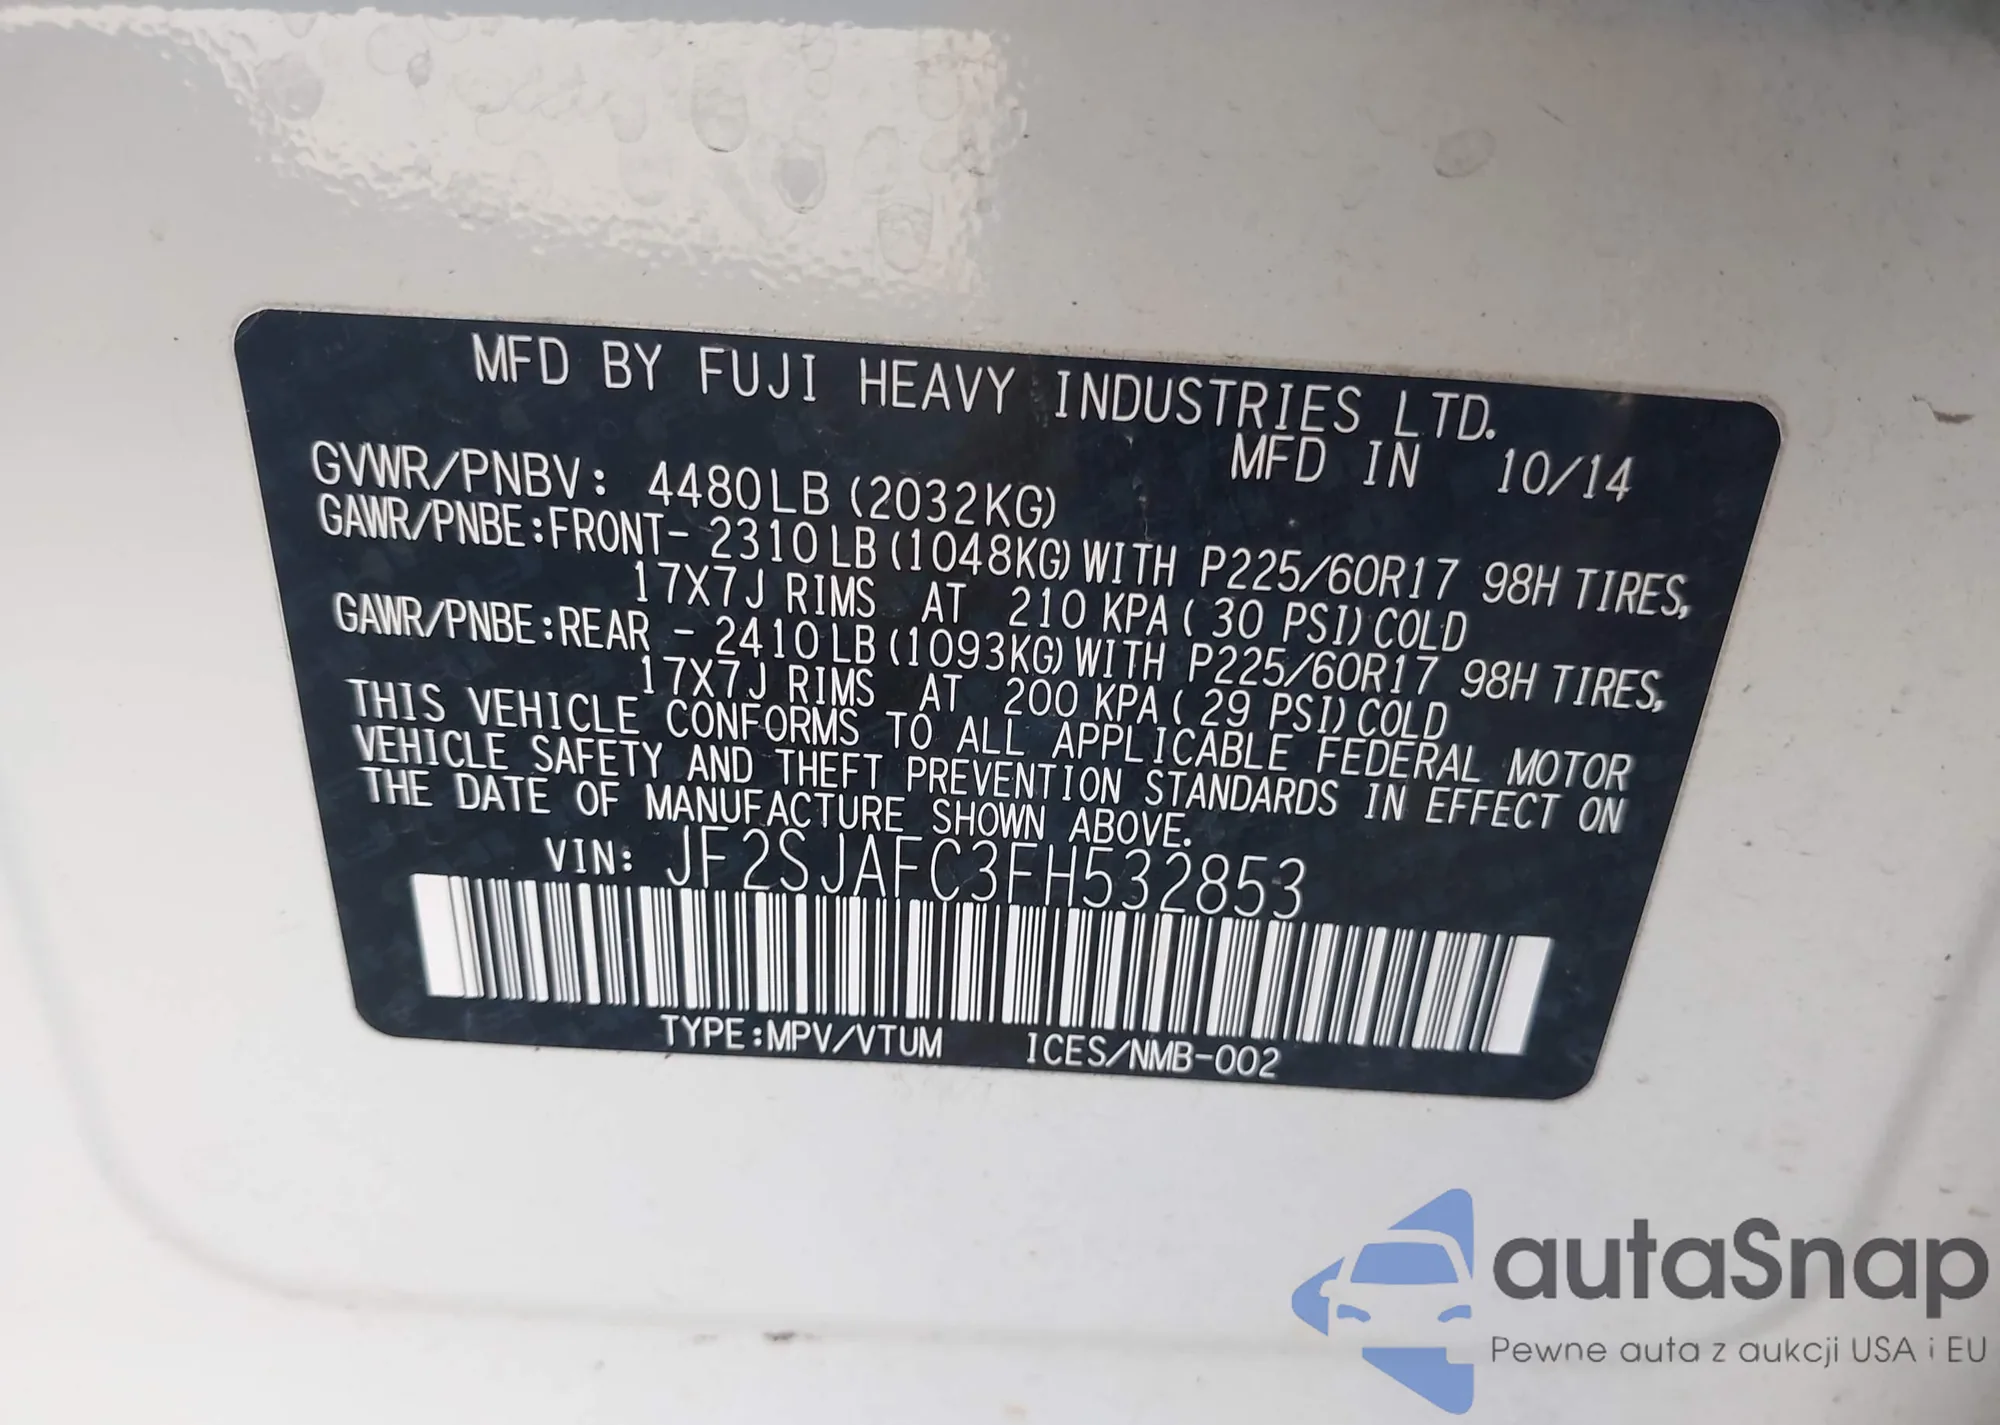 MFD BY FUJI HEAVY INDUSTRIES LTD.
MFD IN 10/14
GVWR/PNBV: 4480LB (2032KG)
GAWR/PNBE:FRONT- 2310LB (1048KG) WITH P225/60R17 98H TIRES,
17X7J RIMS AT 210 KPA ( 30 PSI) COLD
GAWR/PNBE:REAR - 2410LB (1093KG) WITH P225/60R17 98H TIRES,
17X7J RIMS AT 200 KPA ( 29 PSI) COLD
THIS VEHICLE CONFORMS TO ALL APPLICABLE FEDERAL MOTOR
VEHICLE SAFETY AND THEFT PREVENTION STANDARDS IN EFFECT ON
THE DATE OF MANUFACTURE SHOWN ABOVE.
VIN: JF2SJAFC3FH532853
TYPE:MPV/VTUM ICES/NMB-002
autaSnap
Pewne auta z aukcji USA i EU